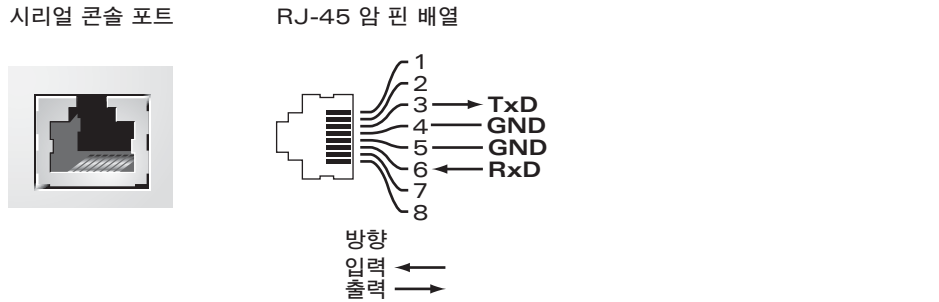 시리얼 콘솔 포트
RJ-45 암 핀 배열
1
2
3 TxD
4 GND
5 GND
6 RxD
7
8
방향
입력
출력